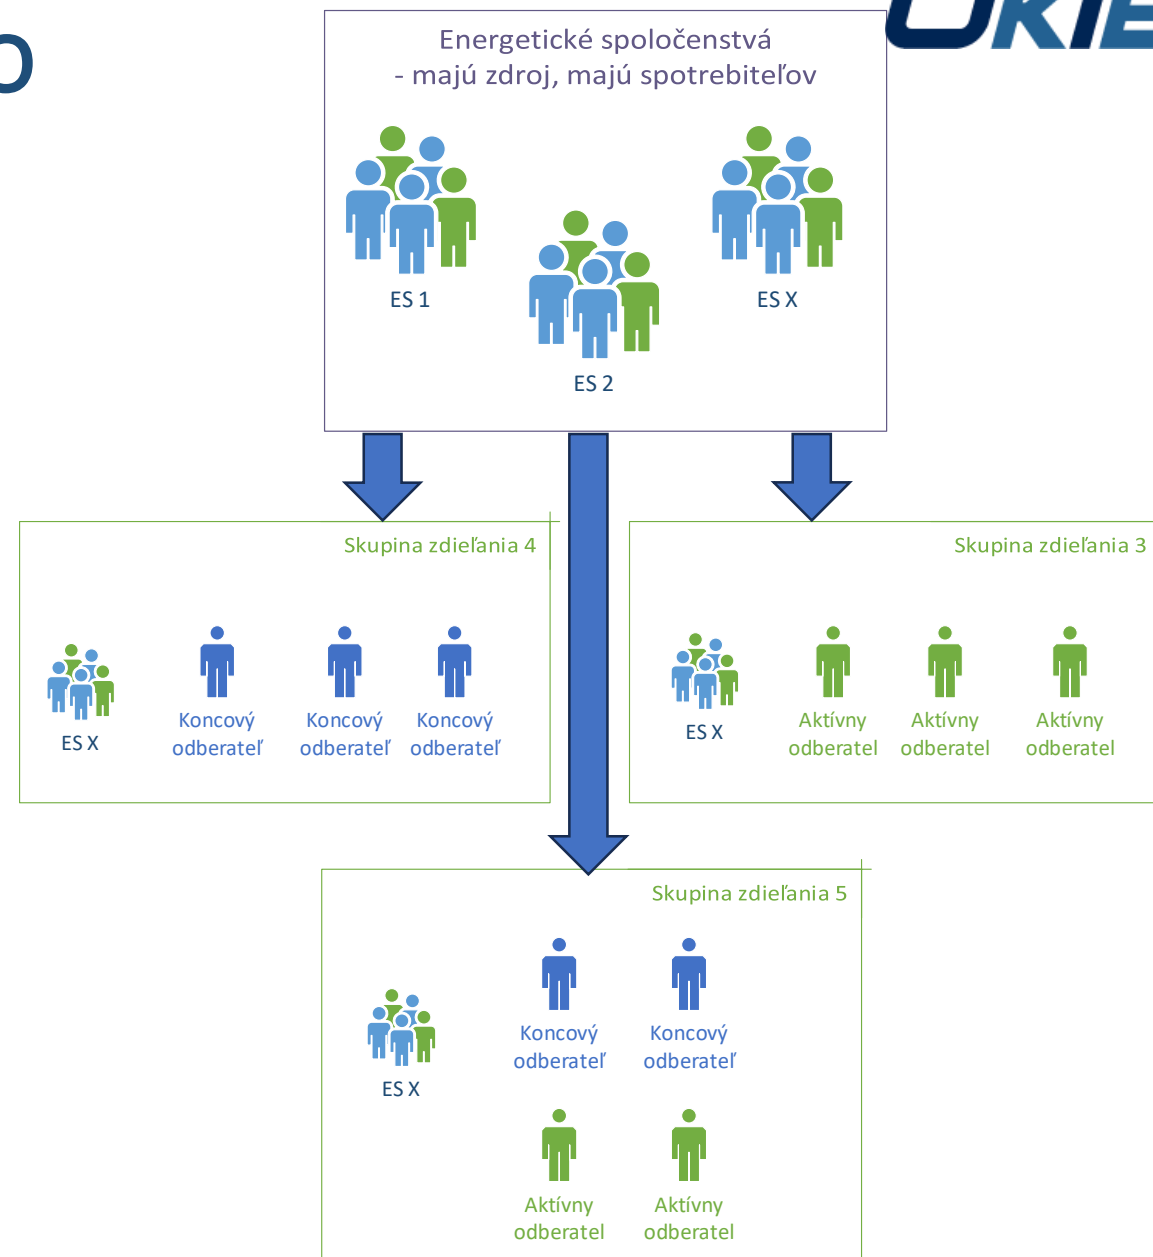 Energetické spoločenstvá
- majú zdroj, majú spotrebiteľov
ES 1
ES X
ES 2
Skupina zdieľania 4
ES X
Koncový
odberateľ
Koncový
odberateľ
Koncový
odberateľ
Skupina zdieľania 3
ES X
Aktívny
odberatel
Aktívny
odberatel
Aktívny
odberatel
Skupina zdieľania 5
Koncový
odberateľ
Koncový
odberateľ
ES X
Aktívny
odberatel
Aktívny
odberatel